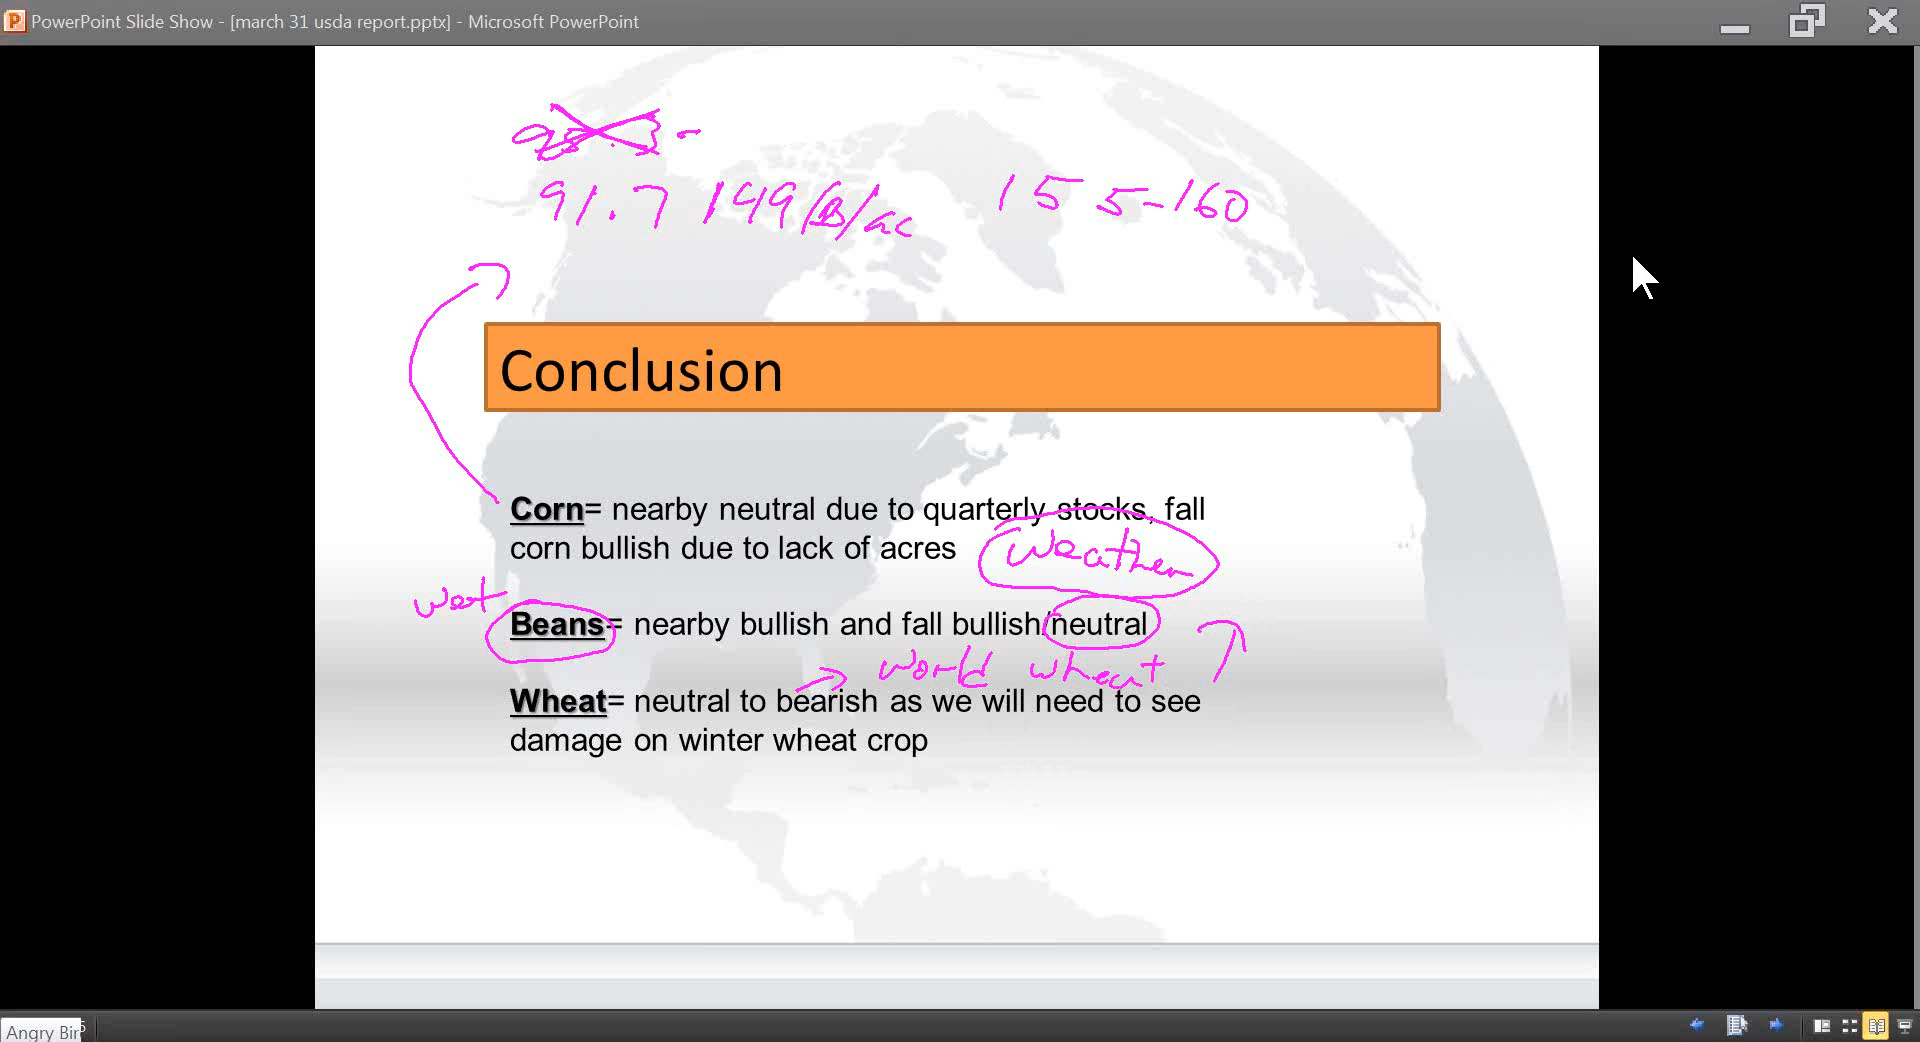 PowerPoint Slide Show - [march 31 usda report.pptx] - Microsoft PowerPoint
91.7 149/B/ac 155-160
Conclusion
Corn= nearby neutral due to quarterly stocks, fall
corn bullish due to lack of acres
weather
wet
Beans= nearby bullish and fall bullish/neutral
world wheat
Wheat= neutral to bearish as we will need to see
damage on winter wheat crop
Angry Bir